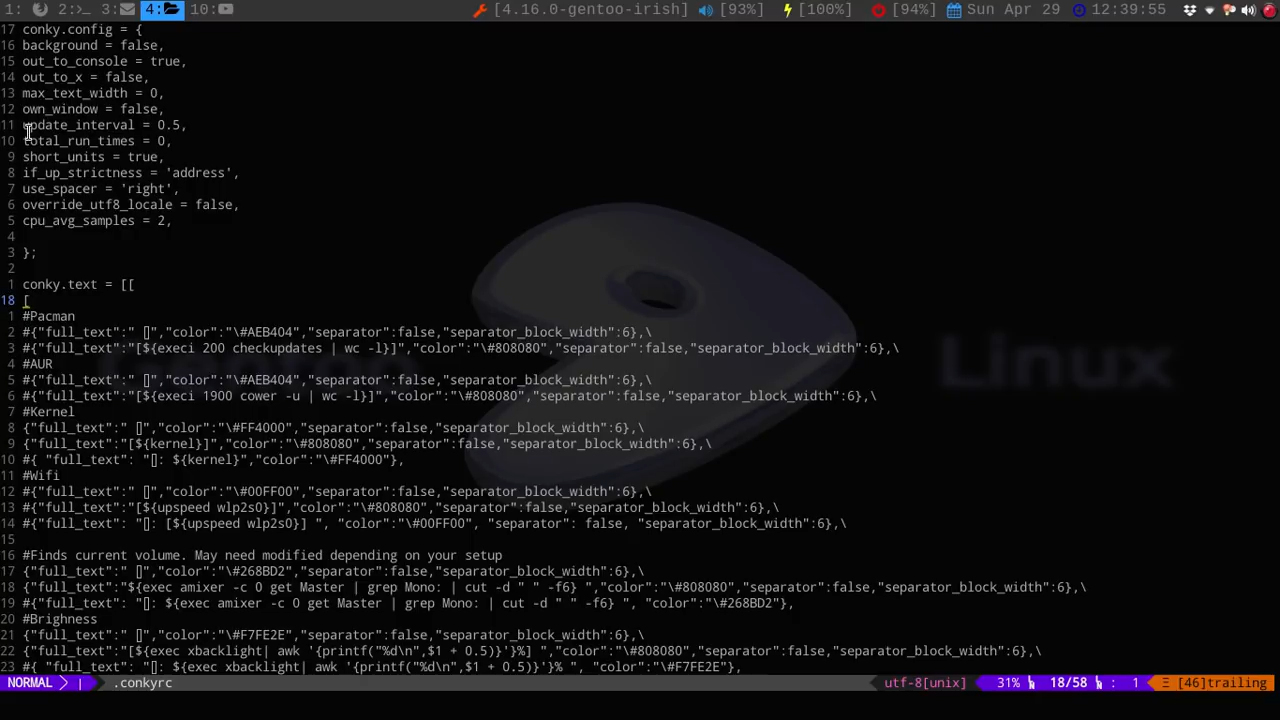 1: 2:>_ 3: 4: 10: [4.16.0-gentoo-irish] [93%] [100%] [94%] Sun Apr 29 12:39:55
17 conky.config = {
16 background = false,
15 out_to_console = true,
14 out_to_x = false,
13 max_text_width = 0,
12 own_window = false,
11 update_interval = 0.5,
10 total_run_times = 0,
9 short_units = true,
8 if_up_strictness = 'address',
7 use_spacer = 'right',
6 override_utf8_locale = false,
5 cpu_avg_samples = 2,
4
3 };
2
1 conky.text = [[
18 [
1 #Pacman
2 #{"full_text":" []","color":"\#AEB404","separator":false,"separator_block_width":6},\
3 #{"full_text":"[${execi 200 checkupdates | wc -l}]","color":"\#808080","separator":false,"separator_block_width":6},\
4 #AUR
5 #{"full_text":" []","color":"\#AEB404","separator":false,"separator_block_width":6},\
6 #{"full_text":"[${execi 1900 cower -u | wc -l}]","color":"\#808080","separator":false,"separator_block_width":6},\
7 #Kernel
8 {"full_text":" []","color":"\#FF4000","separator":false,"separator_block_width":6},\
9 {"full_text":"[${kernel}]","color":"\#808080","separator":false,"separator_block_width":6},\
10 #{ "full_text": "[]: ${kernel}","color":"\#FF4000"},
11 #Wifi
12 #{"full_text":" []","color":"\#00FF00","separator":false,"separator_block_width":6},\
13 #{"full_text":"[${upspeed wlp2s0}]","color":"\#808080","separator":false,"separator_block_width":6},\
14 #{"full_text": "[]: [${upspeed wlp2s0}] ", "color":"\#00FF00", "separator": false, "separator_block_width":6},\
15
16 #Finds current volume. May need modified depending on your setup
17 {"full_text":" []","color":"\#268BD2","separator":false,"separator_block_width":6},\
18 {"full_text":"${exec amixer -c 0 get Master | grep Mono: | cut -d " " -f6} ","color":"\#808080","separator":false,"separator_block_width":6},\
19 #{"full_text": "[]: ${exec amixer -c 0 get Master | grep Mono: | cut -d " " -f6} ", "color":"\#268BD2"},
20 #Brighness
21 {"full_text":" []","color":"\#F7FE2E","separator":false,"separator_block_width":6},\
22 {"full_text":"[${exec xbacklight| awk '{printf("%d\n",$1 + 0.5)}'}%] ","color":"\#808080","separator":false,"separator_block_width":6},\
23 #{ "full_text": "[]: ${exec xbacklight| awk '{printf("%d\n",$1 + 0.5)}'}% ", "color":"\#F7FE2E"},
Linux
NORMAL | .conkyrc utf-8[unix] 31% 18/58 : 1 Ξ [46]trailing